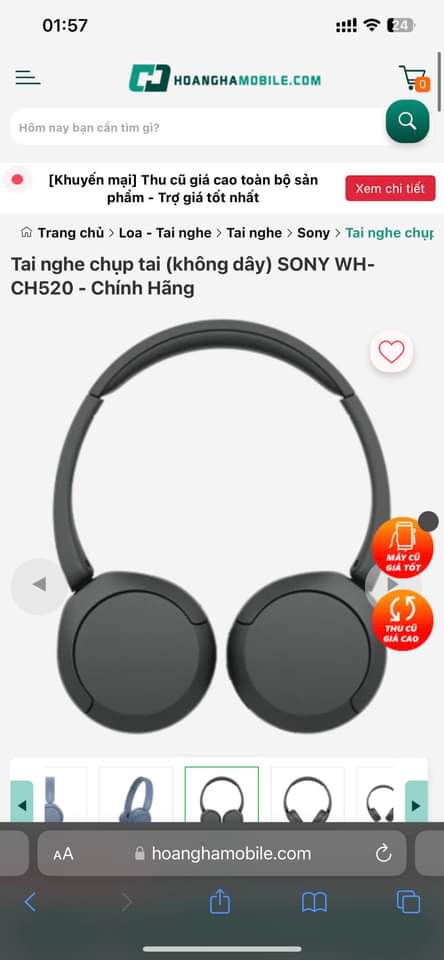 01:57
24
HOANGHAMOBILE.COM
0
Hôm nay bạn cần tìm gì?
[Khuyến mại] Thu cũ giá cao toàn bộ sản
phẩm - Trợ giá tốt nhất
Xem chi tiết
Trang chủ > Loa - Tai nghe > Tai nghe > Sony > Tai nghe chụp
Tai nghe chụp tai (không dây) SONY WH-
CH520 - Chính Hãng
MÁY CŨ
GIÁ TỐT
THU CŨ
GIÁ CAO
AA
hoanghamobile.com